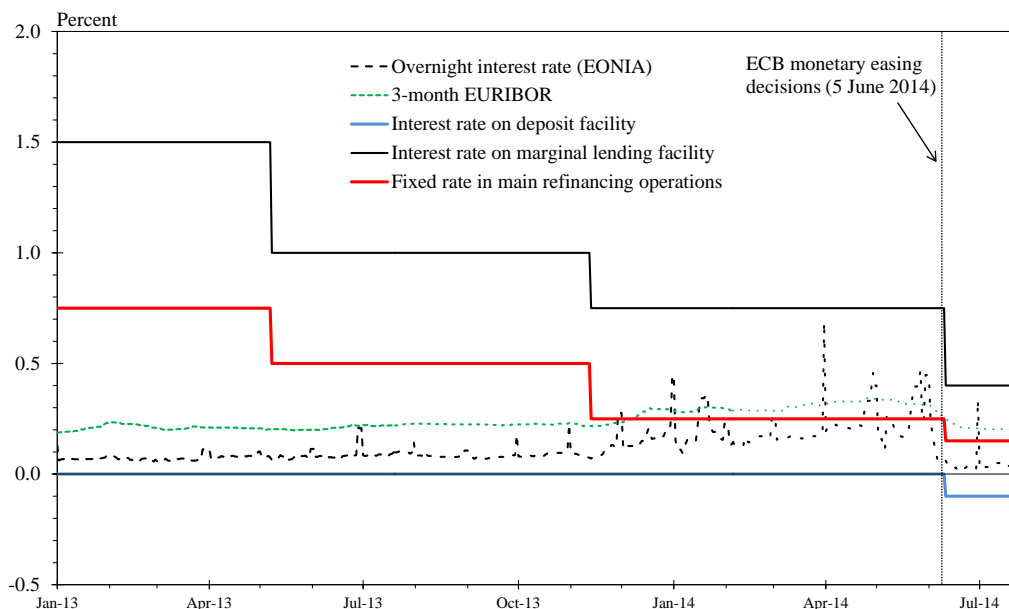 Percent
2.0
1.5
1.0
0.5
0.0
-0.5
Overnight interest rate (EONIA)
3-month EURIBOR
Interest rate on deposit facility
Interest rate on marginal lending facility
Fixed rate in main refinancing operations
ECB monetary easing
decisions (5 June 2014)
Jan-13 Apr-13 Jul-13 Oct-13 Jan-14 Apr-14 Jul-14